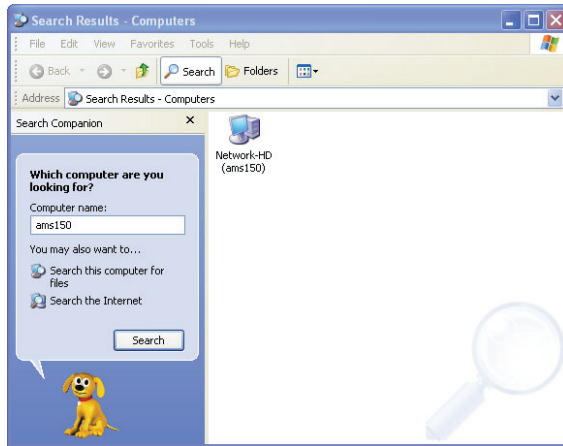 Search Results - Computers
File Edit View Favorites Tools Help
Back Search Folders
Address Search Results - Computers
Search Companion
Network-HD
(ams150)
Which computer are you
looking for?
Computer name:
ams150
You may also want to...
Search this computer for
files
Search the Internet
Search